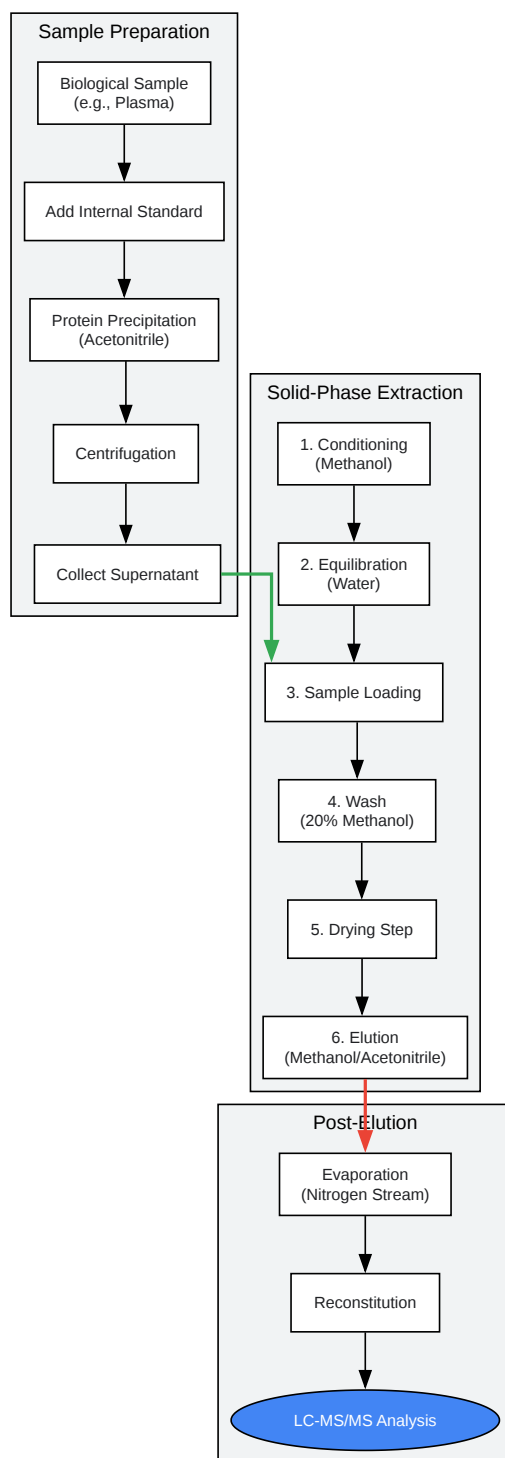 Sample Preparation
Biological Sample
(e.g., Plasma)
Add Internal Standard
Protein Precipitation
(Acetonitrile)
Centrifugation
Collect Supernatant
Solid-Phase Extraction
1. Conditioning
(Methanol)
2. Equilibration
(Water)
3. Sample Loading
4. Wash
(20% Methanol)
5. Drying Step
6. Elution
(Methanol/Acetonitrile)
Post-Elution
Evaporation
(Nitrogen Stream)
Reconstitution
LC-MS/MS Analysis